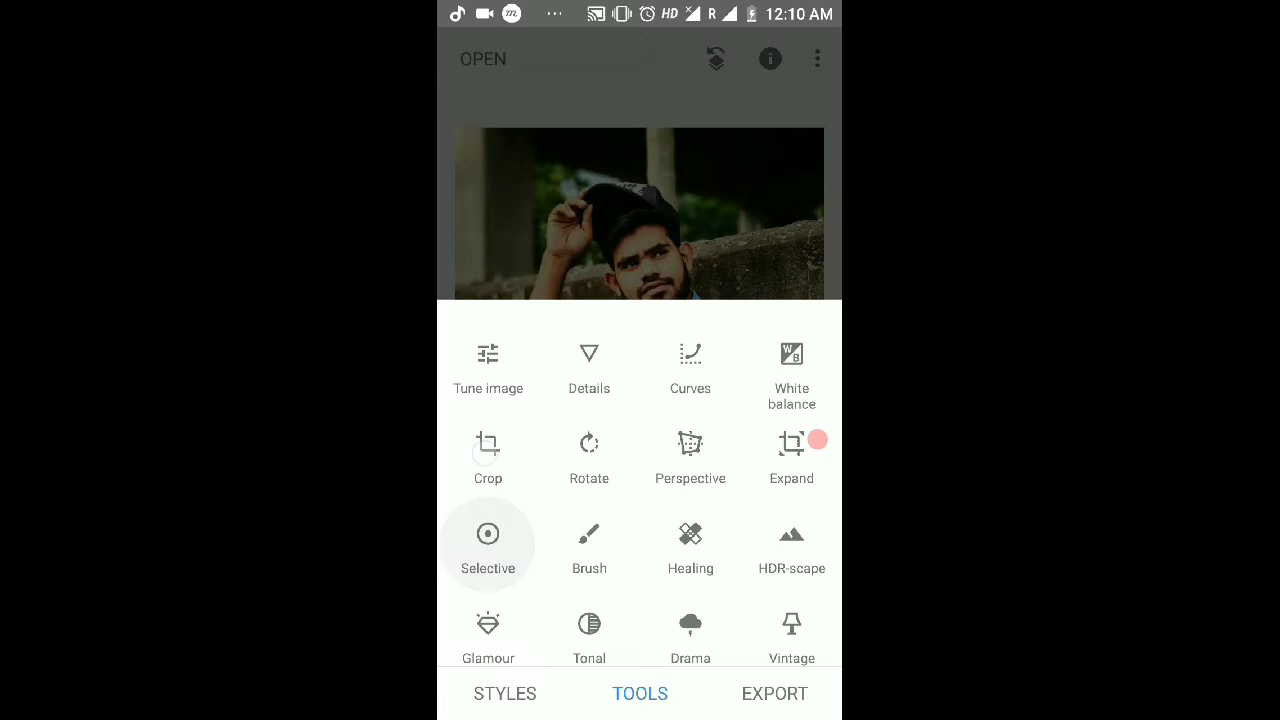 HD R 12:10 AM
OPEN
Tune image Details Curves White
balance
Crop Rotate Perspective Expand
Selective Brush Healing HDR-scape
Glamour Tonal Drama Vintage
STYLES TOOLS EXPORT